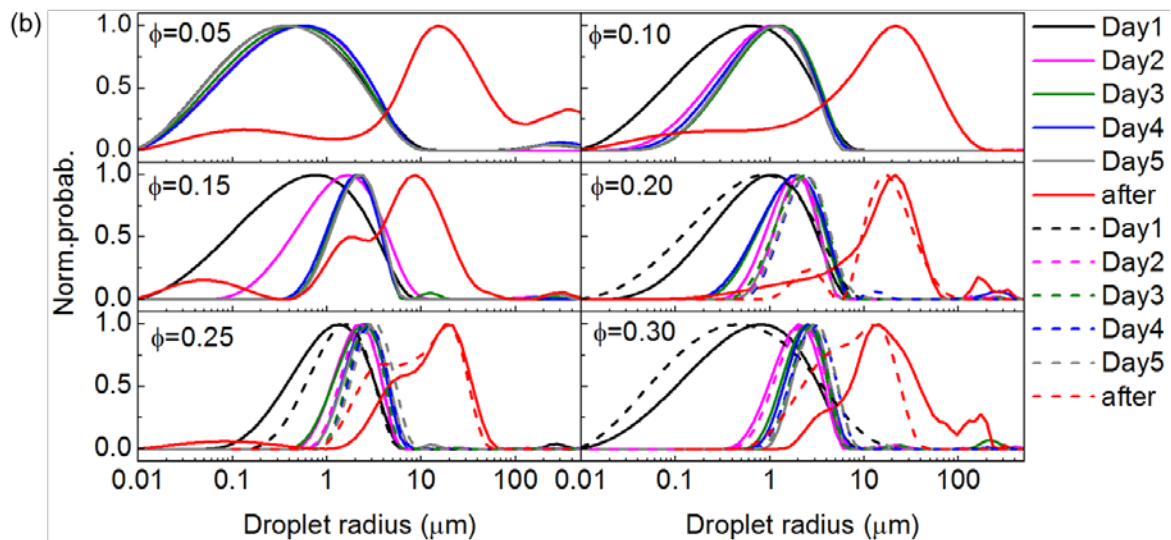 (b)
Norm.probab.
1.0
0.5
0.0
ϕ=0.05
ϕ=0.10
1.0
0.5
0.0
ϕ=0.15
ϕ=0.20
1.0
0.5
0.0
ϕ=0.25
ϕ=0.30
0.01 0.1 1 10 100 0.01 0.1 1 10 100
Droplet radius (μm) Droplet radius (μm)
Day1
Day2
Day3
Day4
Day5
after
Day1
Day2
Day3
Day4
Day5
after